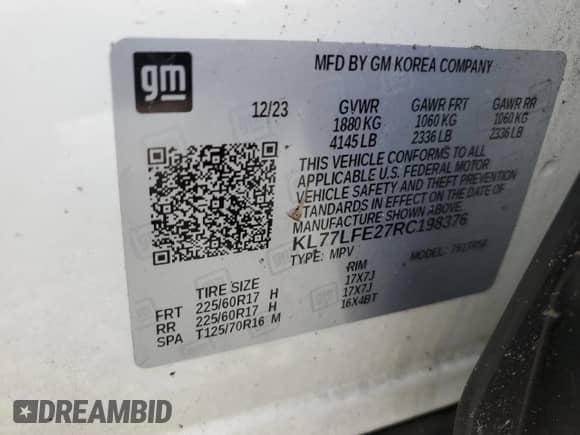 gm
MFD BY GM KOREA COMPANY
12/23 GVWR GAWR FRT GAWR RR
1880 KG 1060 KG 1060 KG
4145 LB 2336 LB 2336 LB
THIS VEHICLE CONFORMS TO ALL
APPLICABLE U.S. FEDERAL MOTOR
VEHICLE SAFETY AND THEFT PREVENTION
STANDARDS IN EFFECT ON THE DATE OF
MANUFACTURE SHOWN ABOVE.
KL77LFE27RC198376
TYPE: MPV MODEL:
TIRE SIZE RIM
FRT 225/60R17 H 17X7J
RR 225/60R17 H 17X7J
SPA T125/70R16 M 16X4BT
DREAMBID